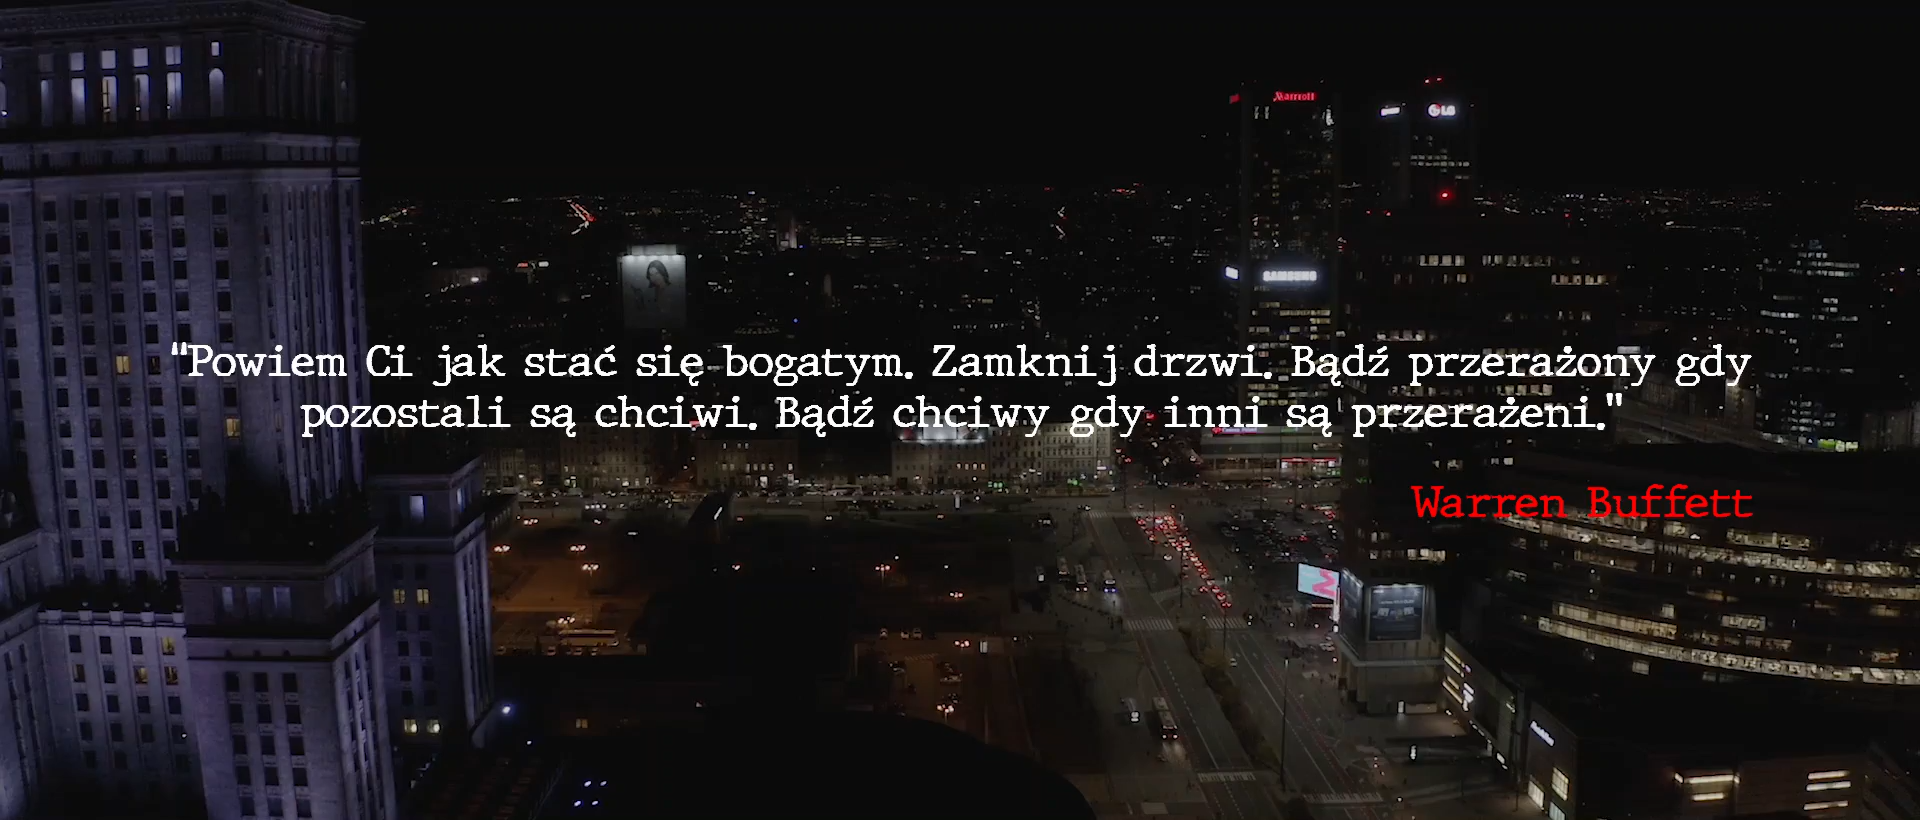 Marriott
LG
SAMSUNG
"Powiem Ci jak stać się bogatym. Zamknij drzwi. Bądź przerażony gdy
pozostali są chciwi. Bądź chciwy gdy inni są przerażeni."
Warren Buffett